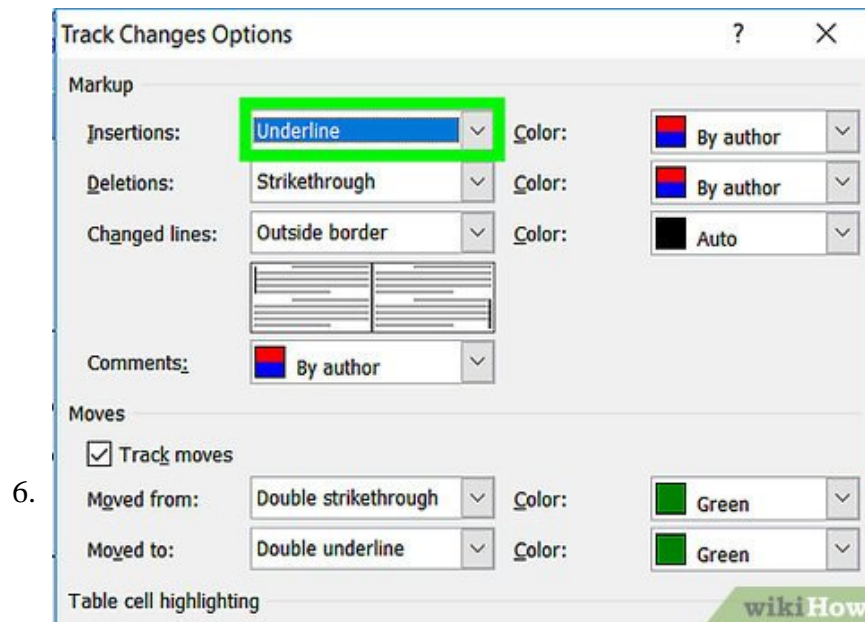 Track Changes Options ? X
Markup
Insertions: Underline Color: By author
Deletions: Strikethrough Color: By author
Changed lines: Outside border Color: Auto
Comments: By author
Moves
Track moves
6.
Moved from: Double strikethrough Color: Green
Moved to: Double underline Color: Green
Table cell highlighting
wikiHow